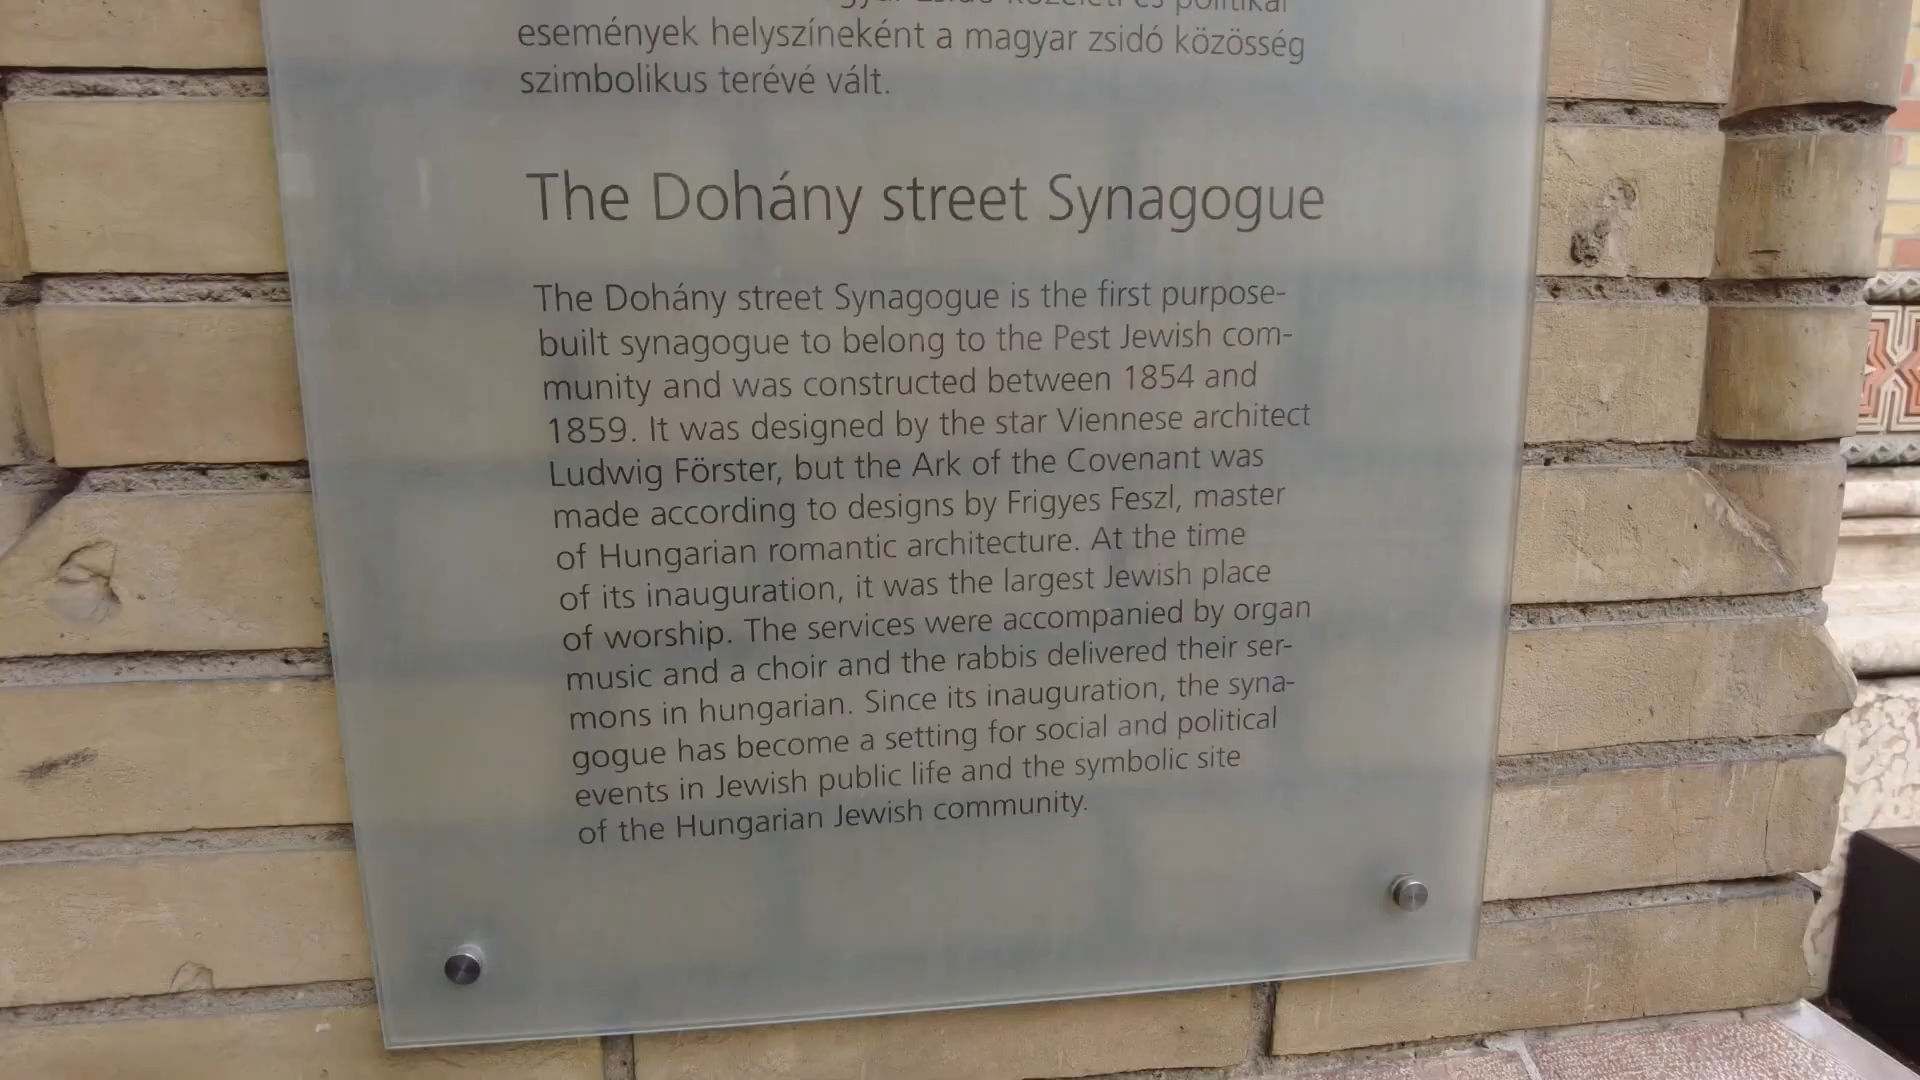 zsidó közéleti és politikai
események helyszíneként a magyar zsidó közösség
szimbolikus terévé vált.
The Dohány street Synagogue
The Dohány street Synagogue is the first purpose-
built synagogue to belong to the Pest Jewish com-
munity and was constructed between 1854 and
1859. It was designed by the star Viennese architect
Ludwig Förster, but the Ark of the Covenant was
made according to designs by Frigyes Feszl, master
of Hungarian romantic architecture. At the time
of its inauguration, it was the largest Jewish place
of worship. The services were accompanied by organ
music and a choir and the rabbis delivered their ser-
mons in hungarian. Since its inauguration, the syna-
gogue has become a setting for social and political
events in Jewish public life and the symbolic site
of the Hungarian Jewish community.